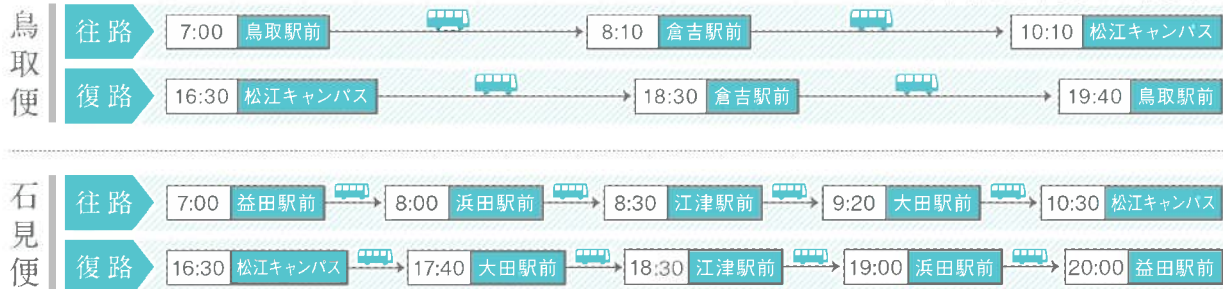 鳥取便
往路 7:00 鳥取駅前 8:10 倉吉駅前 10:10 松江キャンパス
復路 16:30 松江キャンパス 18:30 倉吉駅前 19:40 鳥取駅前
石見便
往路 7:00 益田駅前 8:00 浜田駅前 8:30 江津駅前 9:20 大田駅前 10:30 松江キャンパス
復路 16:30 松江キャンパス 17:40 大田駅前 18:30 江津駅前 19:00 浜田駅前 20:00 益田駅前